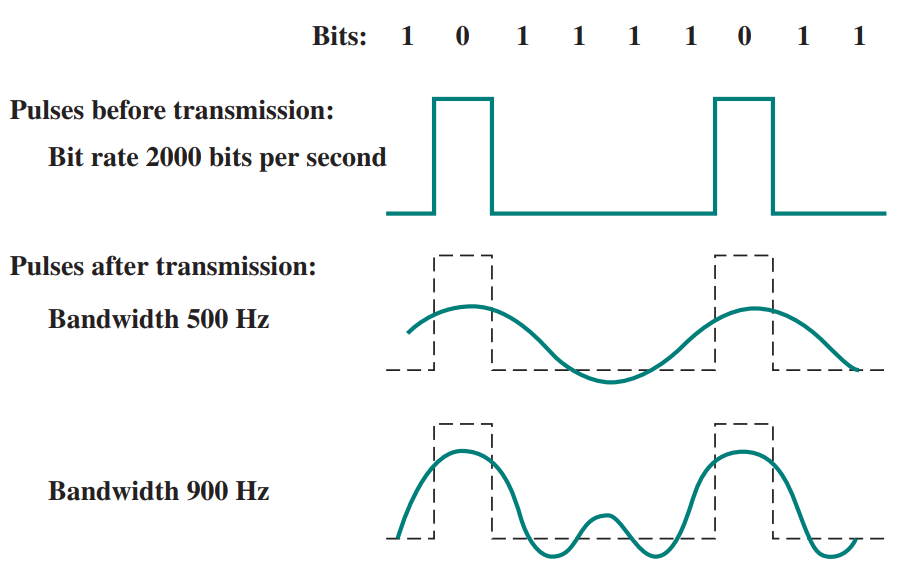 Bits: 1 0 1 1 1 1 0 1 1
Pulses before transmission:
Bit rate 2000 bits per second
Pulses after transmission:
Bandwidth 500 Hz
Bandwidth 900 Hz